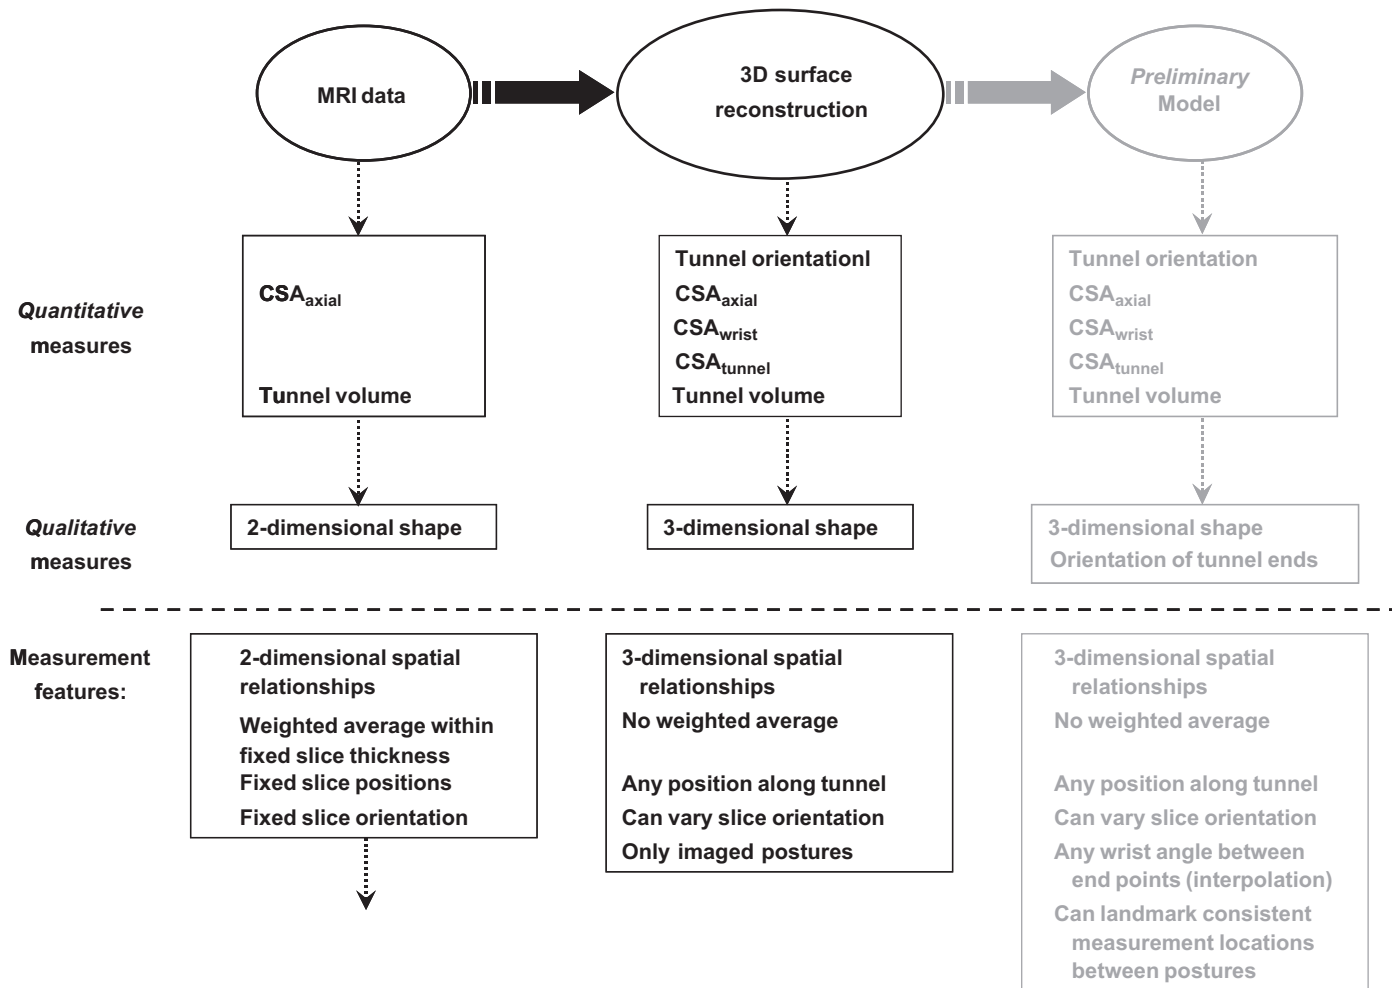 MRI data
3D surface
reconstruction
Preliminary
Model
Quantitative
measures
CSAaxial
Tunnel volume
Tunnel orientationl
CSAaxial
CSAwrist
CSAtunnel
Tunnel volume
Tunnel orientation
CSAaxial
CSAwrist
CSAtunnel
Tunnel volume
Qualitative
measures
2-dimensional shape
3-dimensional shape
3-dimensional shape
Orientation of tunnel ends
Measurement
features:
2-dimensional spatial
relationships
Weighted average within
fixed slice thickness
Fixed slice positions
Fixed slice orientation
3-dimensional spatial
relationships
No weighted average
Any position along tunnel
Can vary slice orientation
Only imaged postures
3-dimensional spatial
relationships
No weighted average
Any position along tunnel
Can vary slice orientation
Any wrist angle between
end points (interpolation)
Can landmark consistent
measurement locations
between postures